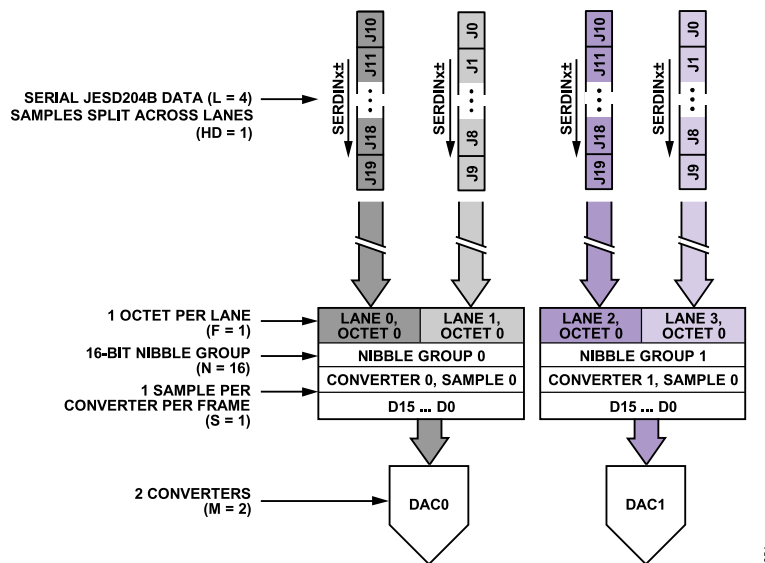 J10
J11
J18
J19
SERDINx±
J0
J1
J8
J9
SERDINx±
J10
J11
J18
J19
SERDINx±
J0
J1
J8
J9
SERDINx±
SERIAL JESD204B DATA (L = 4)
SAMPLES SPLIT ACROSS LANES
(HD = 1)
1 OCTET PER LANE
(F = 1)
LANE 0,
OCTET 0
LANE 1,
OCTET 0
LANE 2,
OCTET 0
LANE 3,
OCTET 0
16-BIT NIBBLE GROUP
(N = 16)
NIBBLE GROUP 0
NIBBLE GROUP 1
1 SAMPLE PER
CONVERTER PER FRAME
(S = 1)
CONVERTER 0, SAMPLE 0
CONVERTER 1, SAMPLE 0
D15 ... D0
D15 ... D0
2 CONVERTERS
(M = 2)
DAC0
DAC1